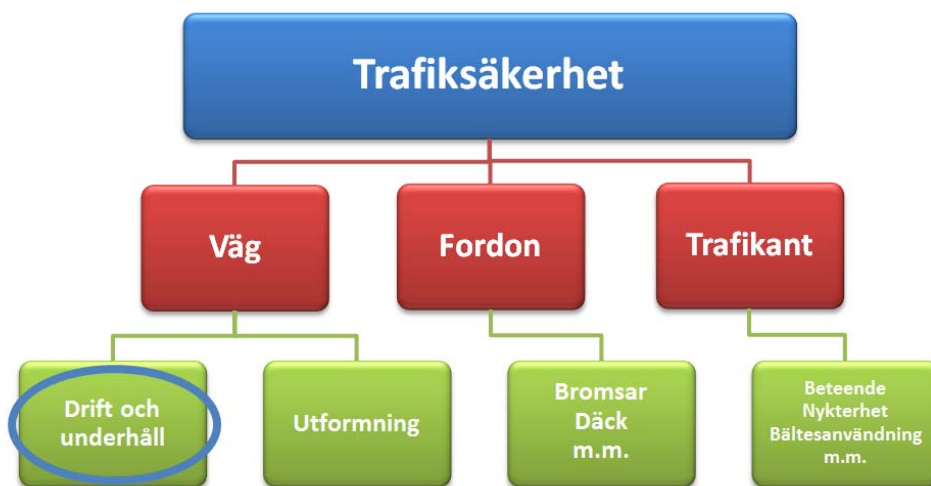 Trafiksäkerhet
Väg
Fordon
Trafikant
Drift och
underhåll
Utformning
Bromsar
Däck
m.m.
Beteende
Nykterhet
Bältesanvändning
m.m.